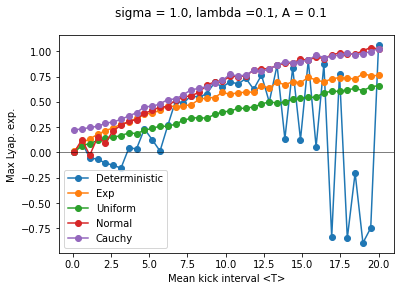 sigma = 1.0, lambda =0.1, A = 0.1
Max Lyap. exp.
1.00
0.75
0.50
0.25
0.00
−0.25
−0.50
−0.75
Deterministic
Exp
Uniform
Normal
Cauchy
0.0 2.5 5.0 7.5 10.0 12.5 15.0 17.5 20.0
Mean kick interval <T>